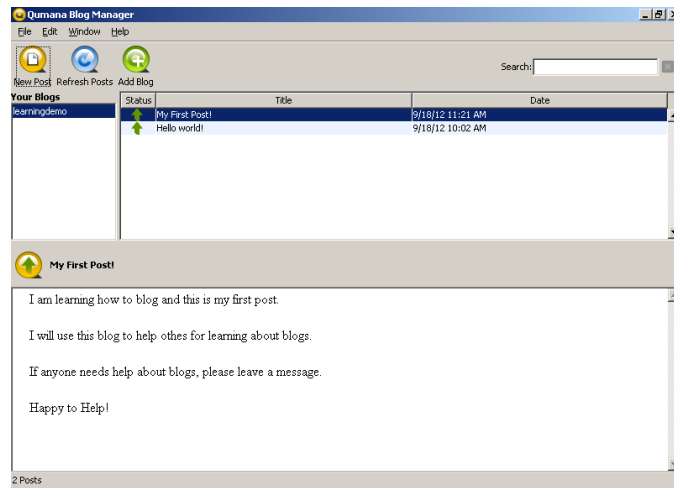 Qumana Blog Manager
File Edit Window Help
New Post Refresh Posts Add Blog
Search:
Your Blogs
Status Title Date
learningdemo
My First Post! 9/18/12 11:21 AM
Hello world! 9/18/12 10:02 AM
My First Post!
I am learning how to blog and this is my first post.
I will use this blog to help othes for learning about blogs.
If anyone needs help about blogs, please leave a message.
Happy to Help!
2 Posts